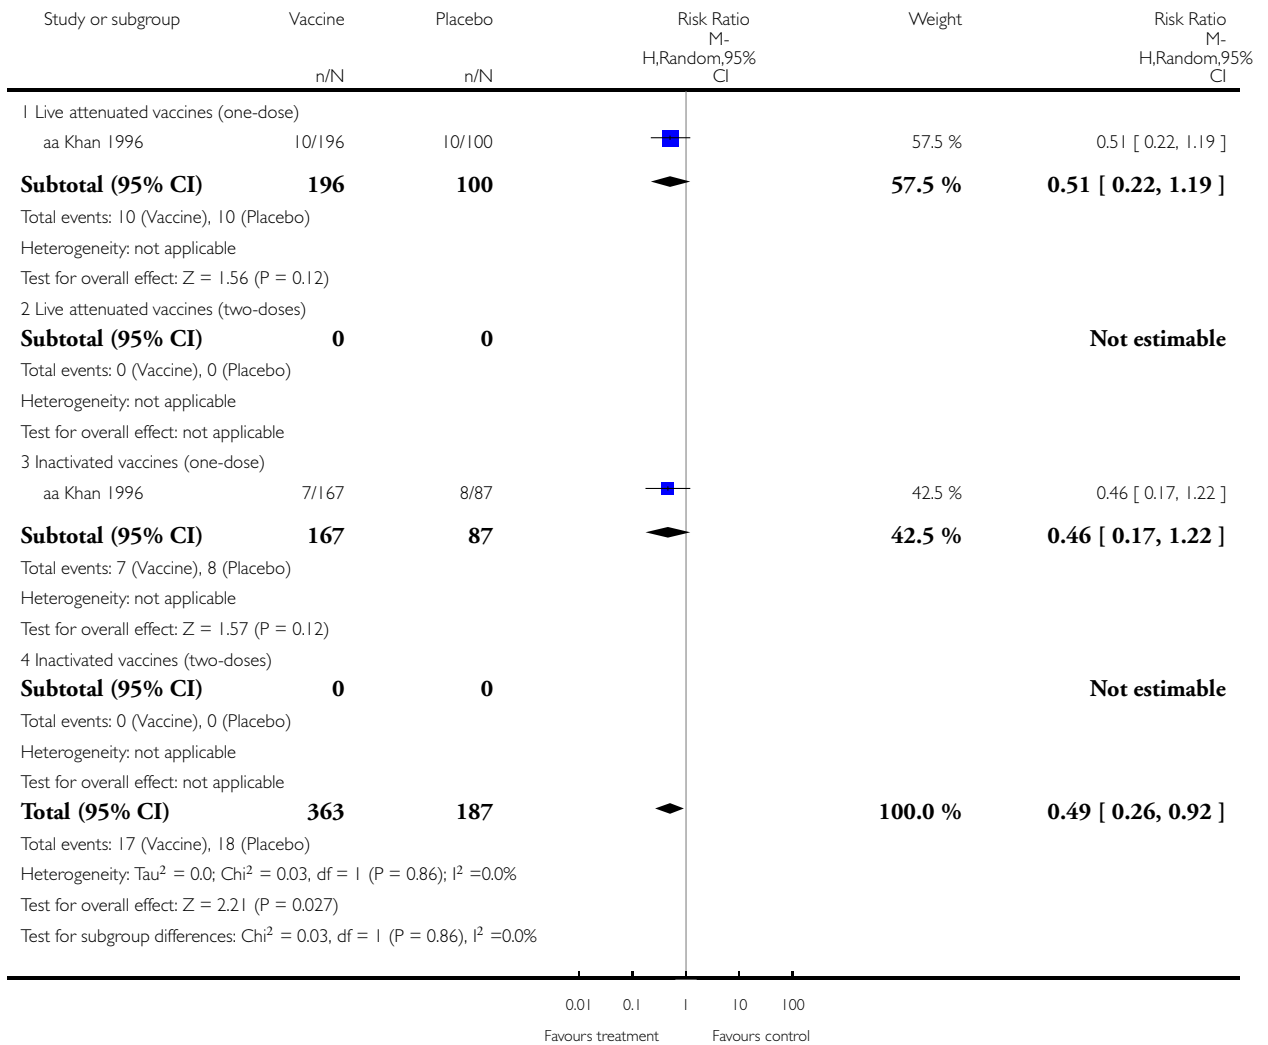 Study or subgroup Vaccine Placebo Risk Ratio Weight Risk Ratio
M- M-
H,Random,95% H,Random,95%
n/N n/N CI CI
1 Live attenuated vaccines (one-dose)
aa Khan 1996 10/196 10/100 57.5 % 0.51 [ 0.22, 1.19 ]
Subtotal (95% CI) 196 100 57.5 % 0.51 [ 0.22, 1.19 ]
Total events: 10 (Vaccine), 10 (Placebo)
Heterogeneity: not applicable
Test for overall effect: Z = 1.56 (P = 0.12)
2 Live attenuated vaccines (two-doses)
Subtotal (95% CI) 0 0 Not estimable
Total events: 0 (Vaccine), 0 (Placebo)
Heterogeneity: not applicable
Test for overall effect: not applicable
3 Inactivated vaccines (one-dose)
aa Khan 1996 7/167 8/87 42.5 % 0.46 [ 0.17, 1.22 ]
Subtotal (95% CI) 167 87 42.5 % 0.46 [ 0.17, 1.22 ]
Total events: 7 (Vaccine), 8 (Placebo)
Heterogeneity: not applicable
Test for overall effect: Z = 1.57 (P = 0.12)
4 Inactivated vaccines (two-doses)
Subtotal (95% CI) 0 0 Not estimable
Total events: 0 (Vaccine), 0 (Placebo)
Heterogeneity: not applicable
Test for overall effect: not applicable
Total (95% CI) 363 187 100.0 % 0.49 [ 0.26, 0.92 ]
Total events: 17 (Vaccine), 18 (Placebo)
Heterogeneity: Tau² = 0.0; Chi² = 0.03, df = 1 (P = 0.86); I² =0.0%
Test for overall effect: Z = 2.21 (P = 0.027)
Test for subgroup differences: Chi² = 0.03, df = 1 (P = 0.86), I² =0.0%
0.01 0.1 1 10 100
Favours treatment Favours control